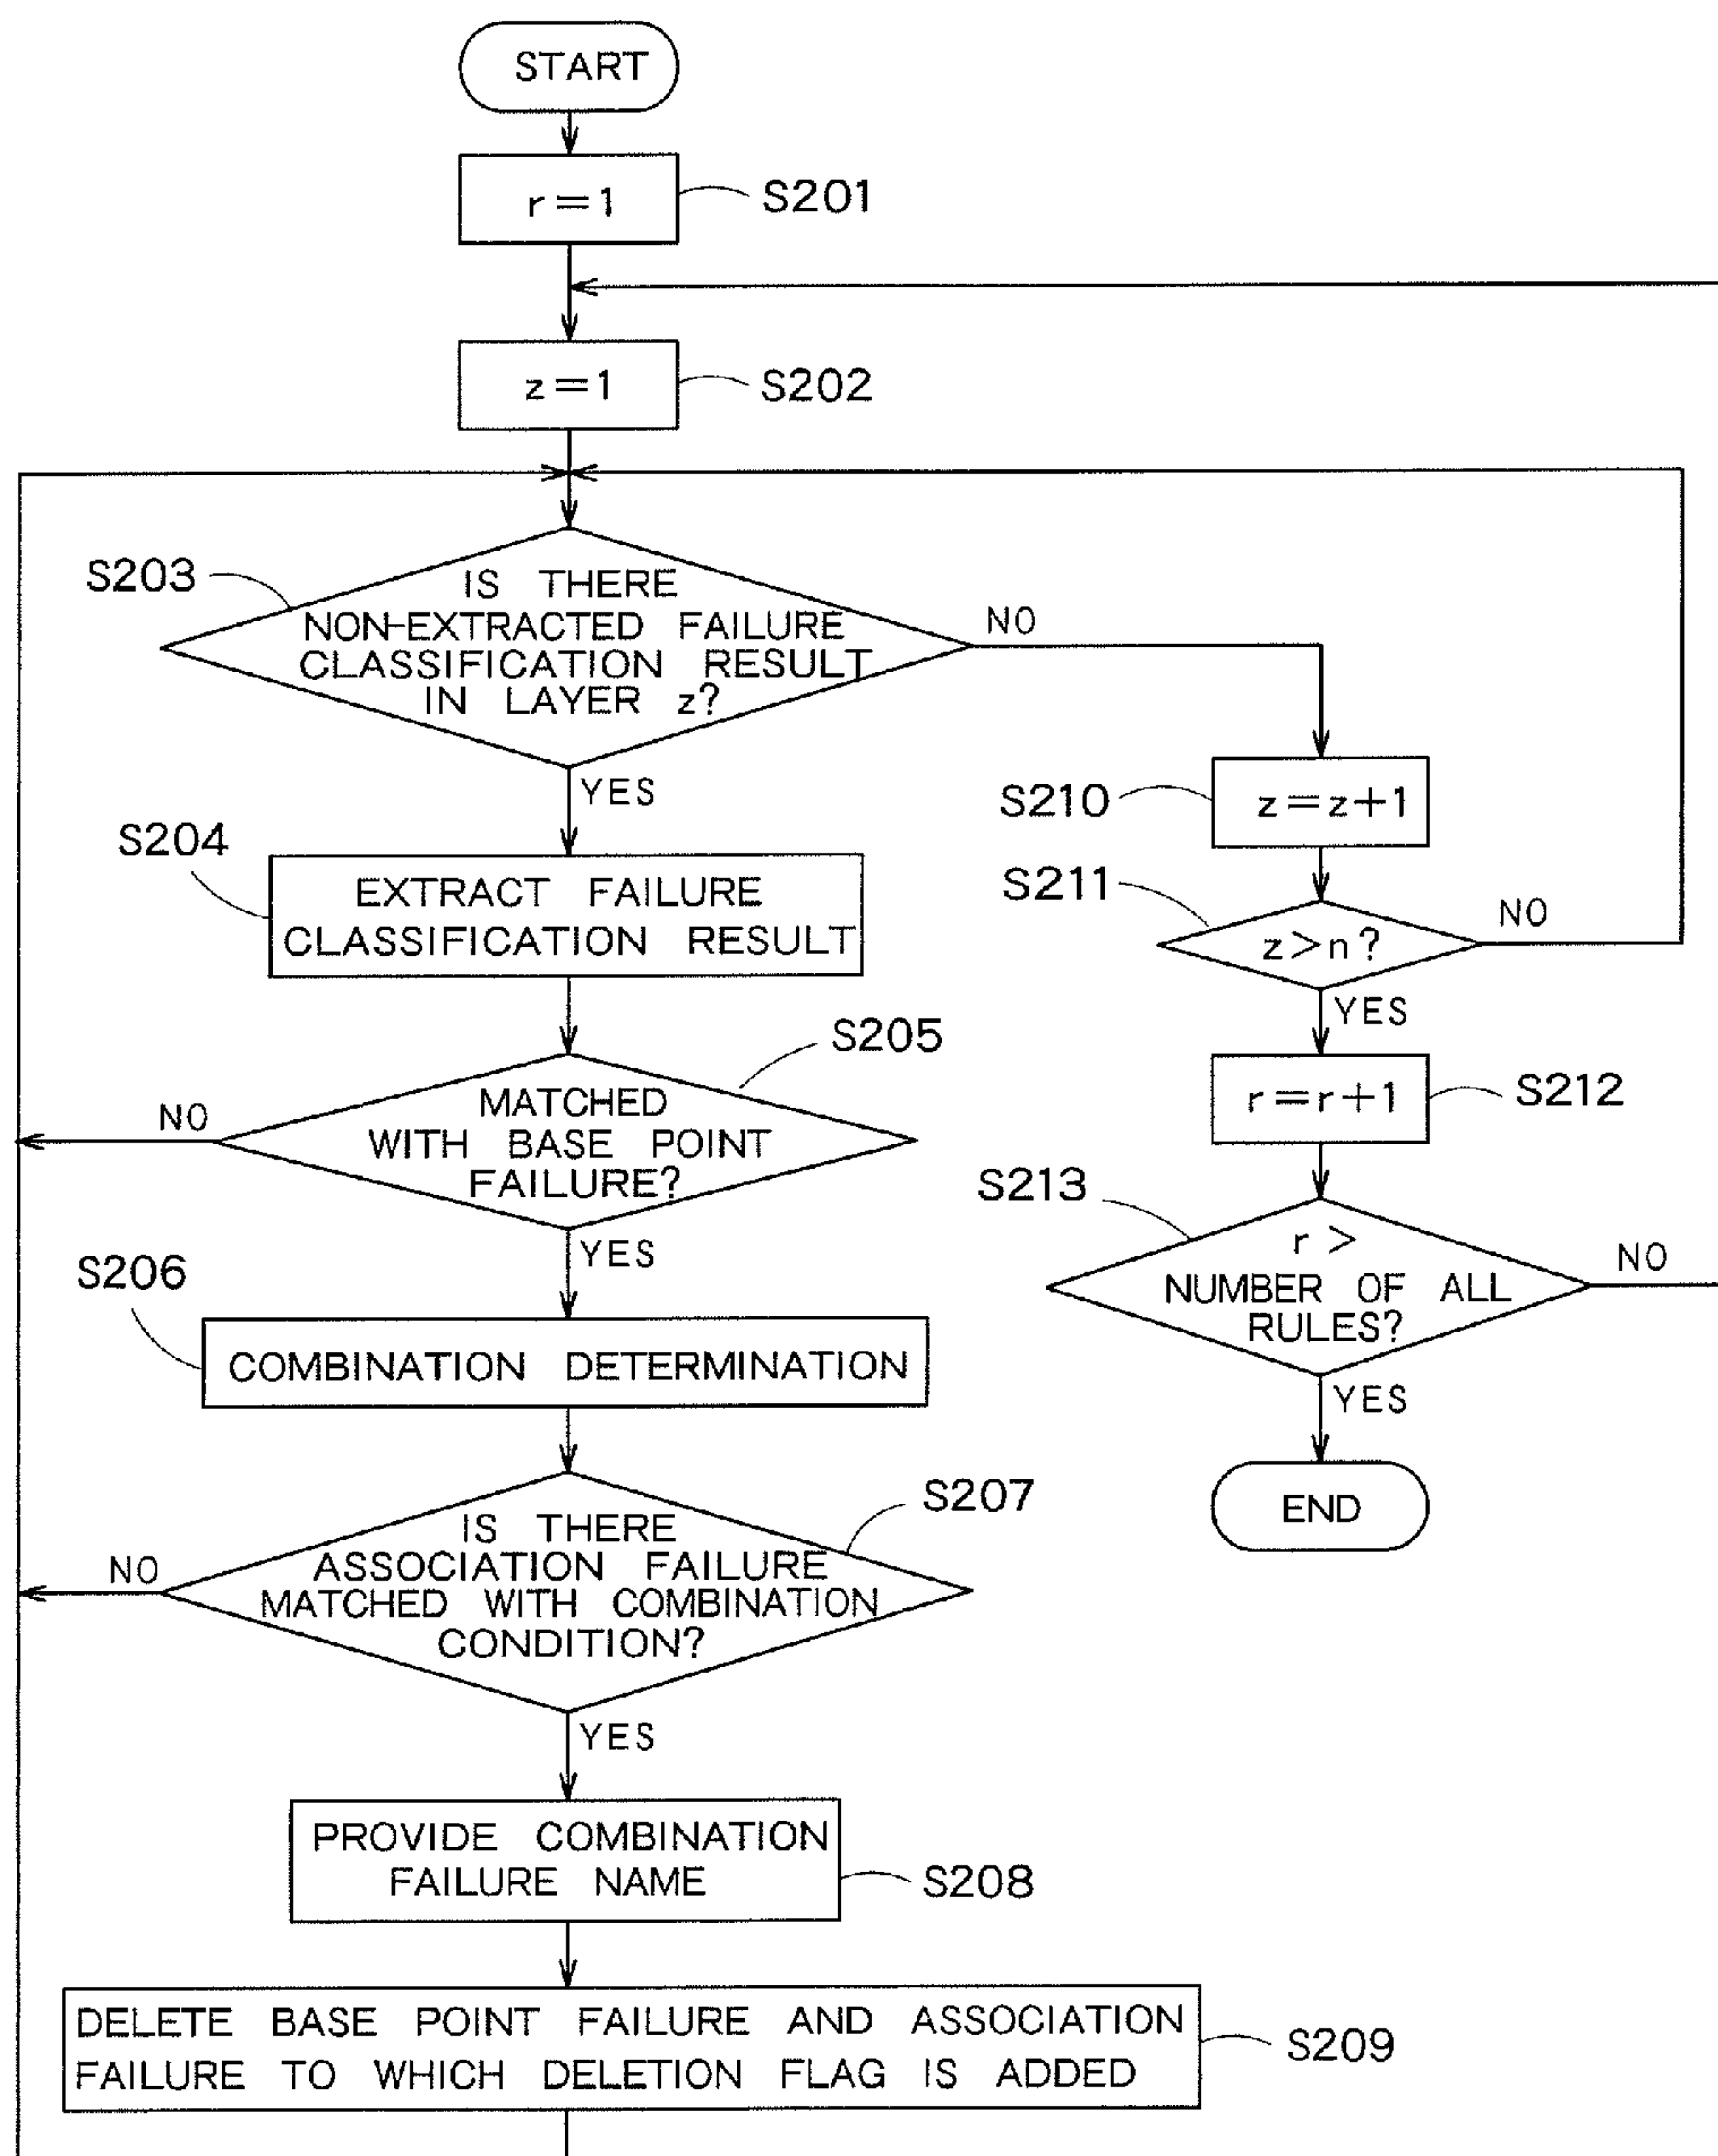 START
r=1
S201
z=1
S202
S203
IS THERE
NON-EXTRACTED FAILURE
CLASSIFICATION RESULT
IN LAYER z?
NO
YES
S204
EXTRACT FAILURE
CLASSIFICATION RESULT
S205
MATCHED
WITH BASE POINT
FAILURE?
NO
YES
S206
COMBINATION DETERMINATION
S207
IS THERE
ASSOCIATION FAILURE
MATCHED WITH COMBINATION
CONDITION?
NO
YES
PROVIDE COMBINATION
FAILURE NAME
S208
DELETE BASE POINT FAILURE AND ASSOCIATION
FAILURE TO WHICH DELETION FLAG IS ADDED
S209
S210
z=z+1
S211
z>n?
NO
YES
r=r+1
S212
S213
r >
NUMBER OF ALL
RULES?
NO
YES
END